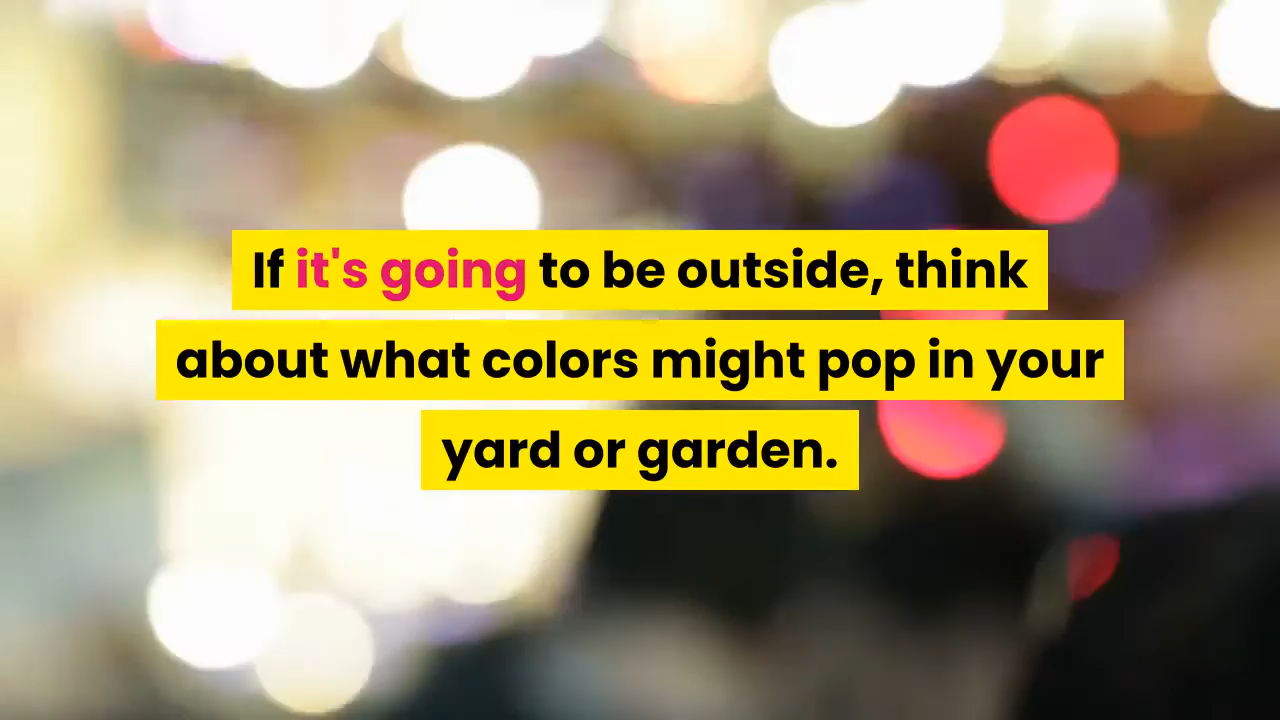 If it's going to be outside, think
about what colors might pop in your
yard or garden.